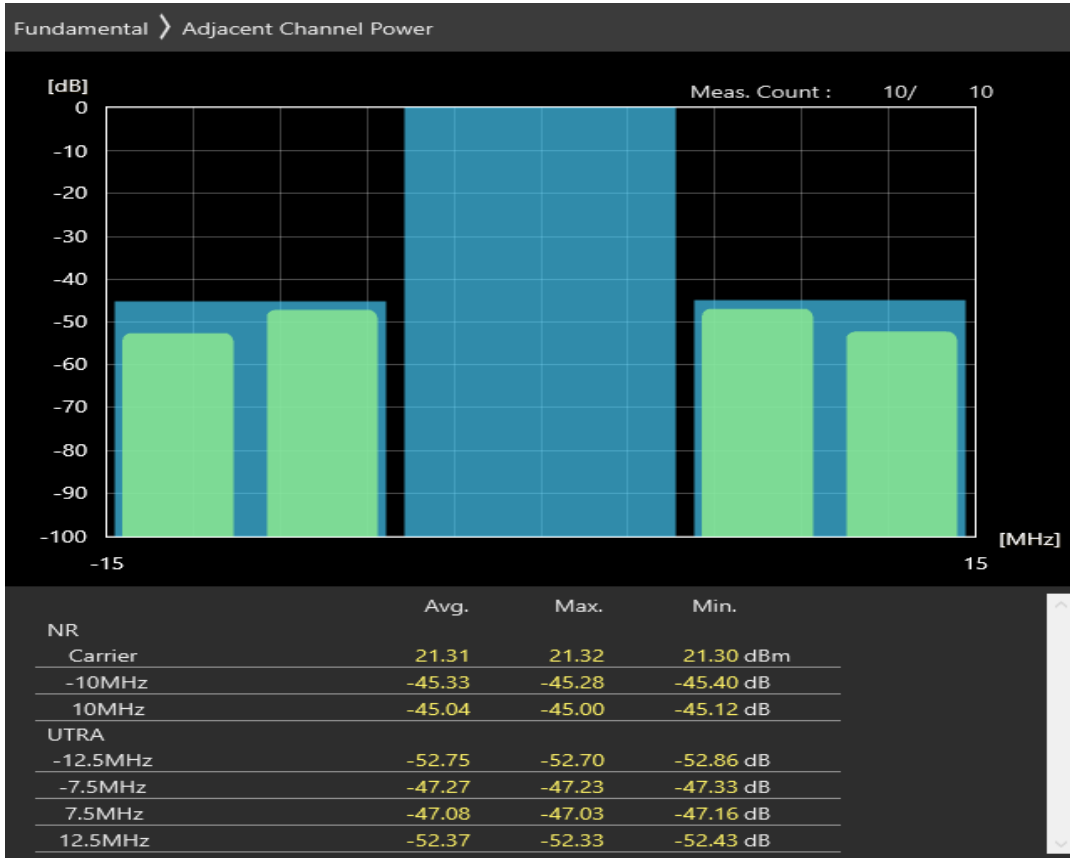 Fundamental ❭ Adjacent Channel Power
[dB]
Meas. Count : 10/ 10
0
-10
-20
-30
-40
-50
-60
-70
-80
-90
-100
[MHz]
-15 15
Avg. Max. Min.
NR
Carrier 21.31 21.32 21.30 dBm
-10MHz -45.33 -45.28 -45.40 dB
10MHz -45.04 -45.00 -45.12 dB
UTRA
-12.5MHz -52.75 -52.70 -52.86 dB
-7.5MHz -47.27 -47.23 -47.33 dB
7.5MHz -47.08 -47.03 -47.16 dB
12.5MHz -52.37 -52.33 -52.43 dB